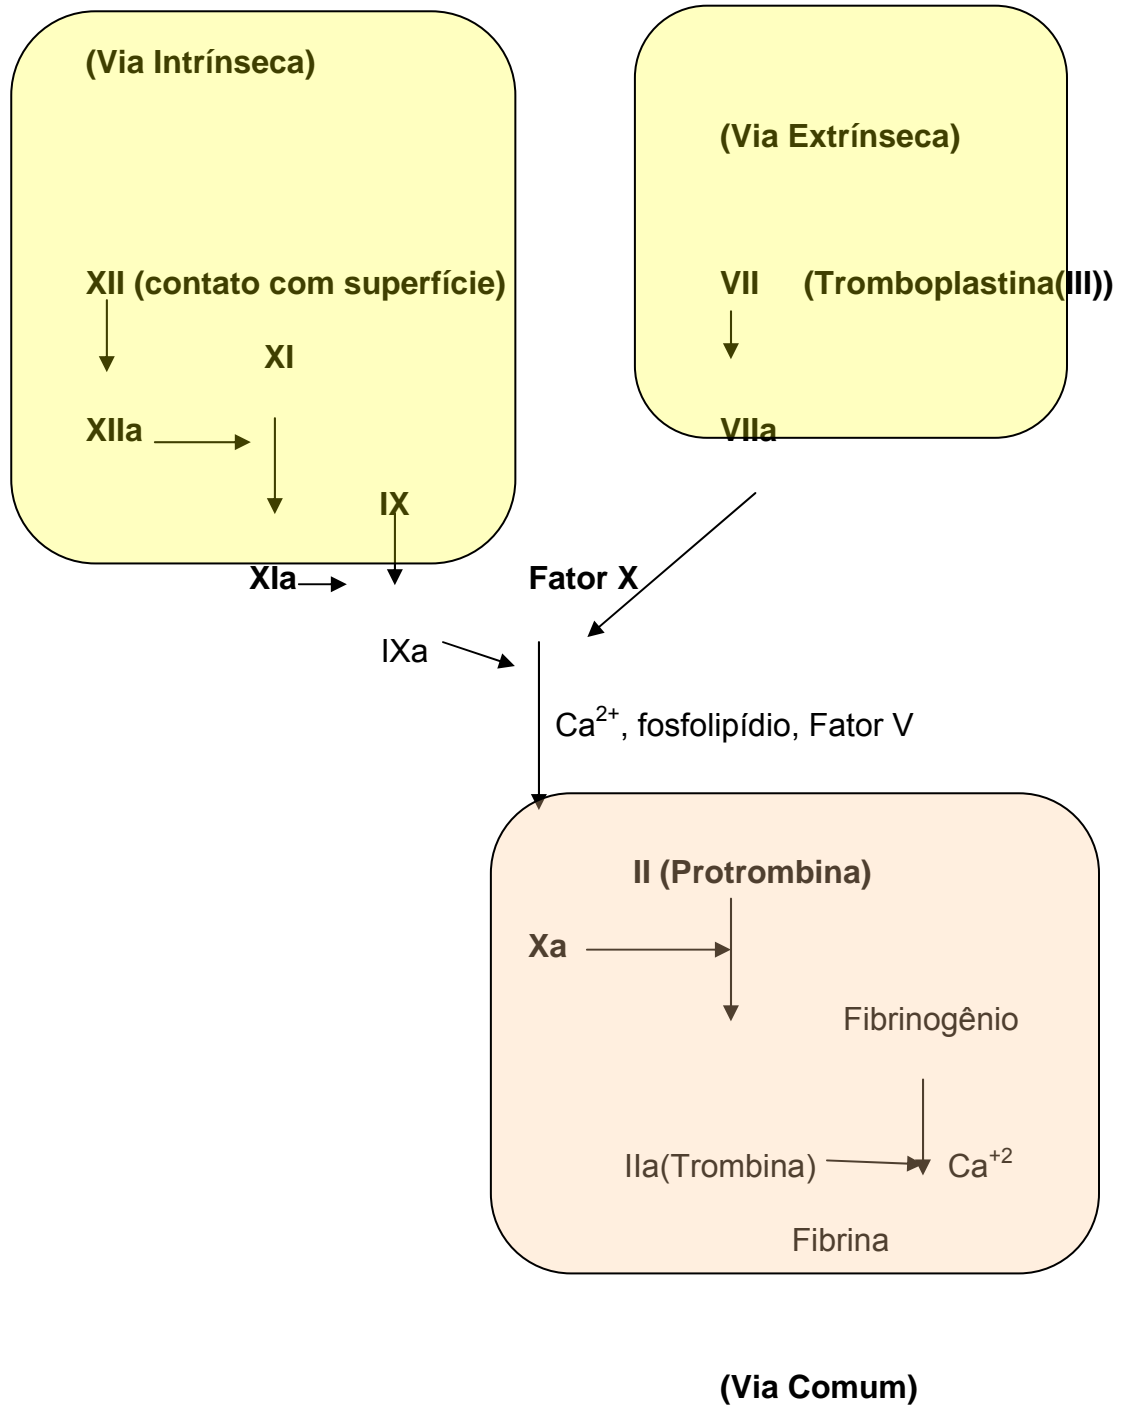 (Via Intrínseca)
(Via Extrínseca)
XII (contato com superfície)
VII (Tromboplastina(III))
XI
XIIa
VIIa
IX
XIa
Fator X
IXa
Ca²⁺, fosfolipídio, Fator V
II (Protrombina)
Xa
Fibrinogênio
IIa(Trombina)
Ca⁺²
Fibrina
(Via Comum)